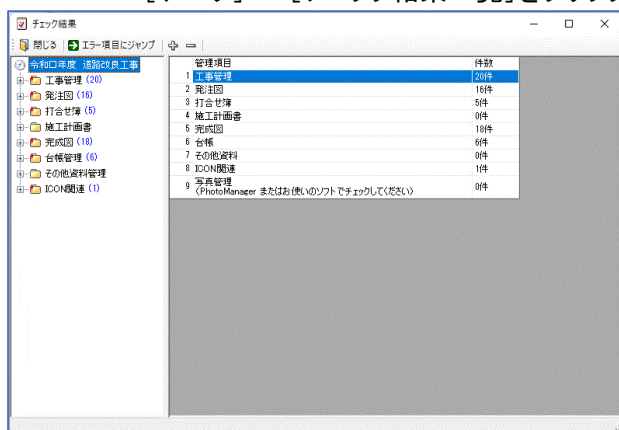 チェック結果
閉じる エラー項目にジャンプ
令和□年度 道路改良工事
工事管理 (20)
発注図 (16)
打合せ簿 (5)
施工計画書
完成図 (18)
台帳管理 (6)
その他資料管理
ICON関連 (1)
管理項目 件数
1 工事管理 20件
2 発注図 16件
3 打合せ簿 5件
4 施工計画書 0件
5 完成図 18件
6 台帳 6件
7 その他資料 0件
8 ICON関連 1件
9 写真管理 0件
(PhotoManager またはお使いのソフトでチェックしてください)